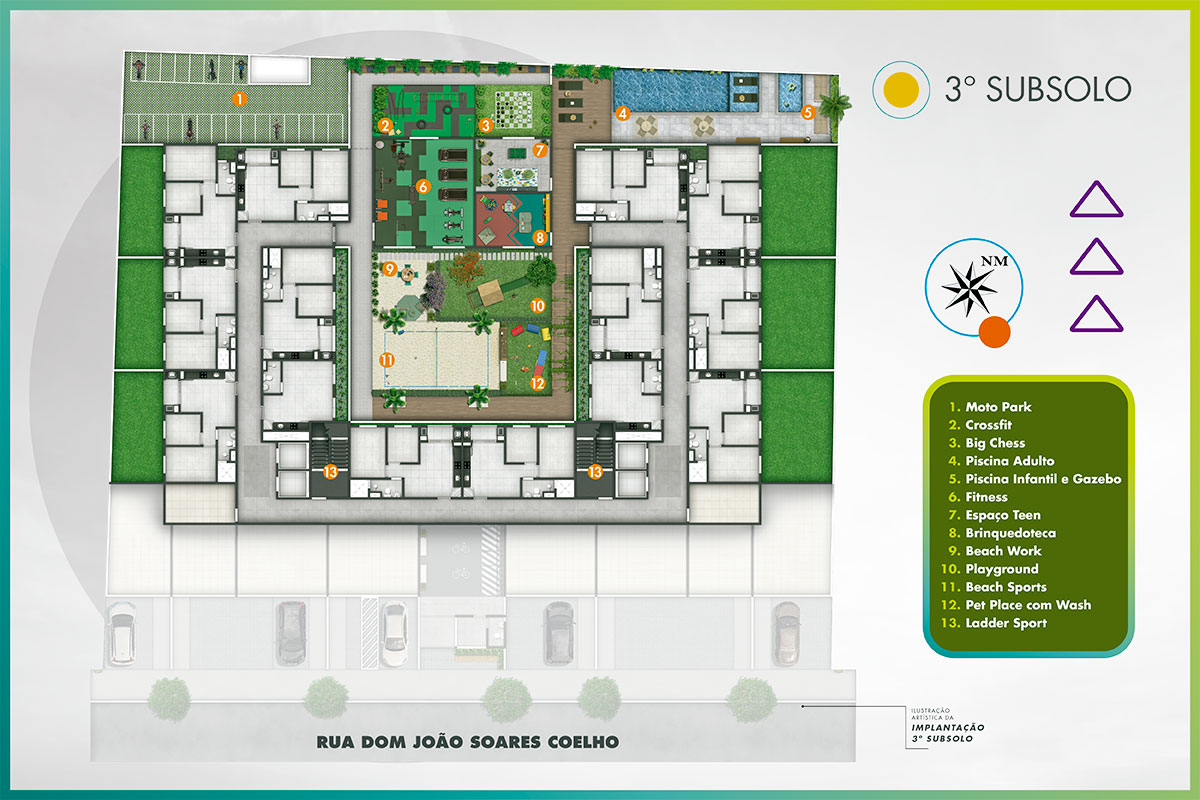 3º SUBSOLO
NM
1. Moto Park
2. Crossfit
3. Big Chess
4. Piscina Adulto
5. Piscina Infantil e Gazebo
6. Fitness
7. Espaço Teen
8. Brinquedoteca
9. Beach Work
10. Playground
11. Beach Sports
12. Pet Place com Wash
13. Ladder Sport
1
2
3
4
5
7
6
8
9
10
11
12
13
13
RUA DOM JOÃO SOARES COELHO
ILUSTRAÇÃO
ARTÍSTICA DA
IMPLANTAÇÃO
3º SUBSOLO